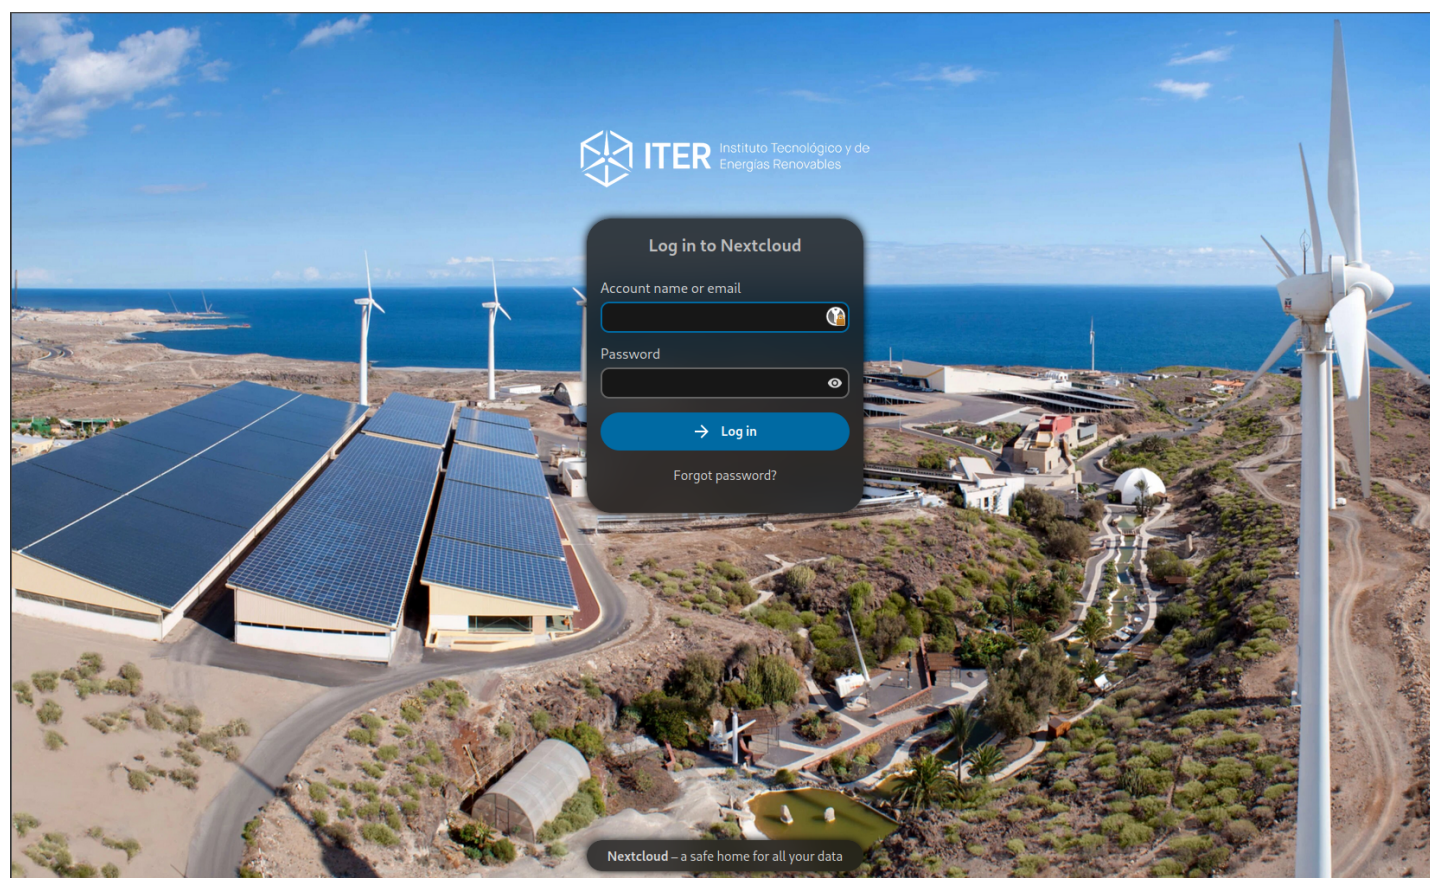 ITER
Instituto Tecnológico y de
Energías Renovables
Log in to Nextcloud
Account name or email
Password
Log in
Forgot password?
Nextcloud – a safe home for all your data